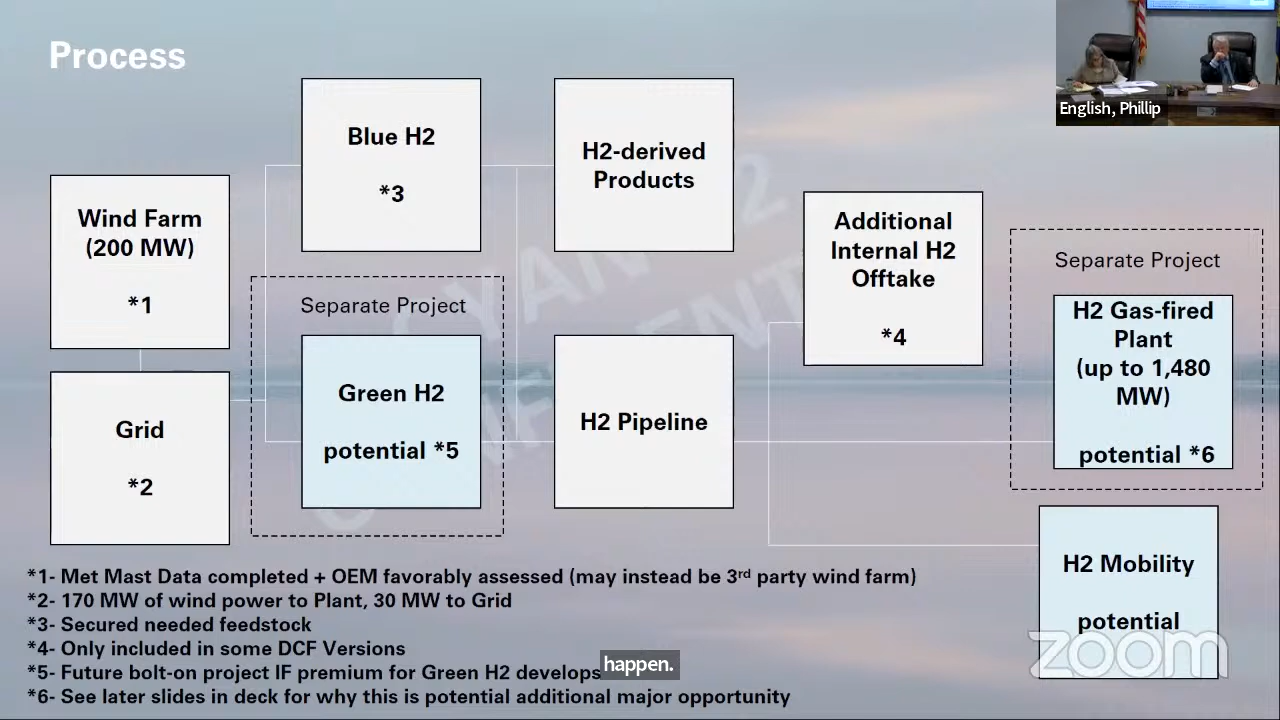 Process
English, Phillip
Wind Farm
(200 MW)
*1
Grid
*2
Blue H2
*3
Separate Project
Green H2
potential *5
H2-derived
Products
H2 Pipeline
Additional
Internal H2
Offtake
*4
Separate Project
H2 Gas-fired
Plant
(up to 1,480
MW)
potential *6
H2 Mobility
potential
zoom
*1- Met Mast Data completed + OEM favorably assessed (may instead be 3rd party wind farm)
*2- 170 MW of wind power to Plant, 30 MW to Grid
*3- Secured needed feedstock
*4- Only included in some DCF Versions
*5- Future bolt-on project IF premium for Green H2 develops
happen.
*6- See later slides in deck for why this is potential additional major opportunity